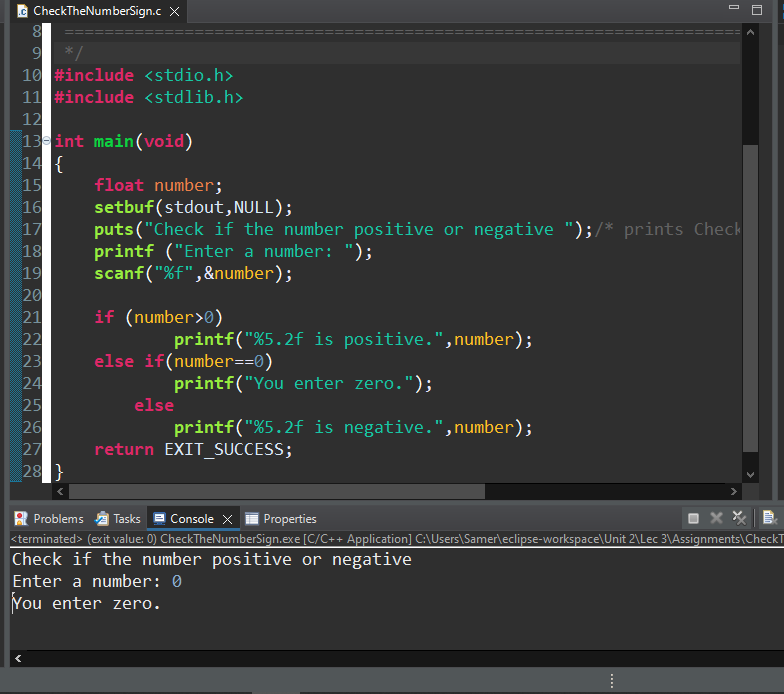 CheckTheNumberSign.c
8 ====================================================================
9 */
10 #include <stdio.h>
11 #include <stdlib.h>
12
13 int main(void)
14 {
15     float number;
16     setbuf(stdout,NULL);
17     puts("Check if the number positive or negative ");/* prints Check
18     printf ("Enter a number: ");
19     scanf("%f",&number);
20
21     if (number>0)
22             printf("%5.2f is positive.",number);
23     else if(number==0)
24             printf("You enter zero.");
25         else
26             printf("%5.2f is negative.",number);
27     return EXIT_SUCCESS;
28 }
Problems Tasks Console Properties
<terminated> (exit value: 0) CheckTheNumberSign.exe [C/C++ Application] C:\Users\Samer\eclipse-workspace\Unit 2\Lec 3\Assignments\CheckT
Check if the number positive or negative
Enter a number: 0
You enter zero.